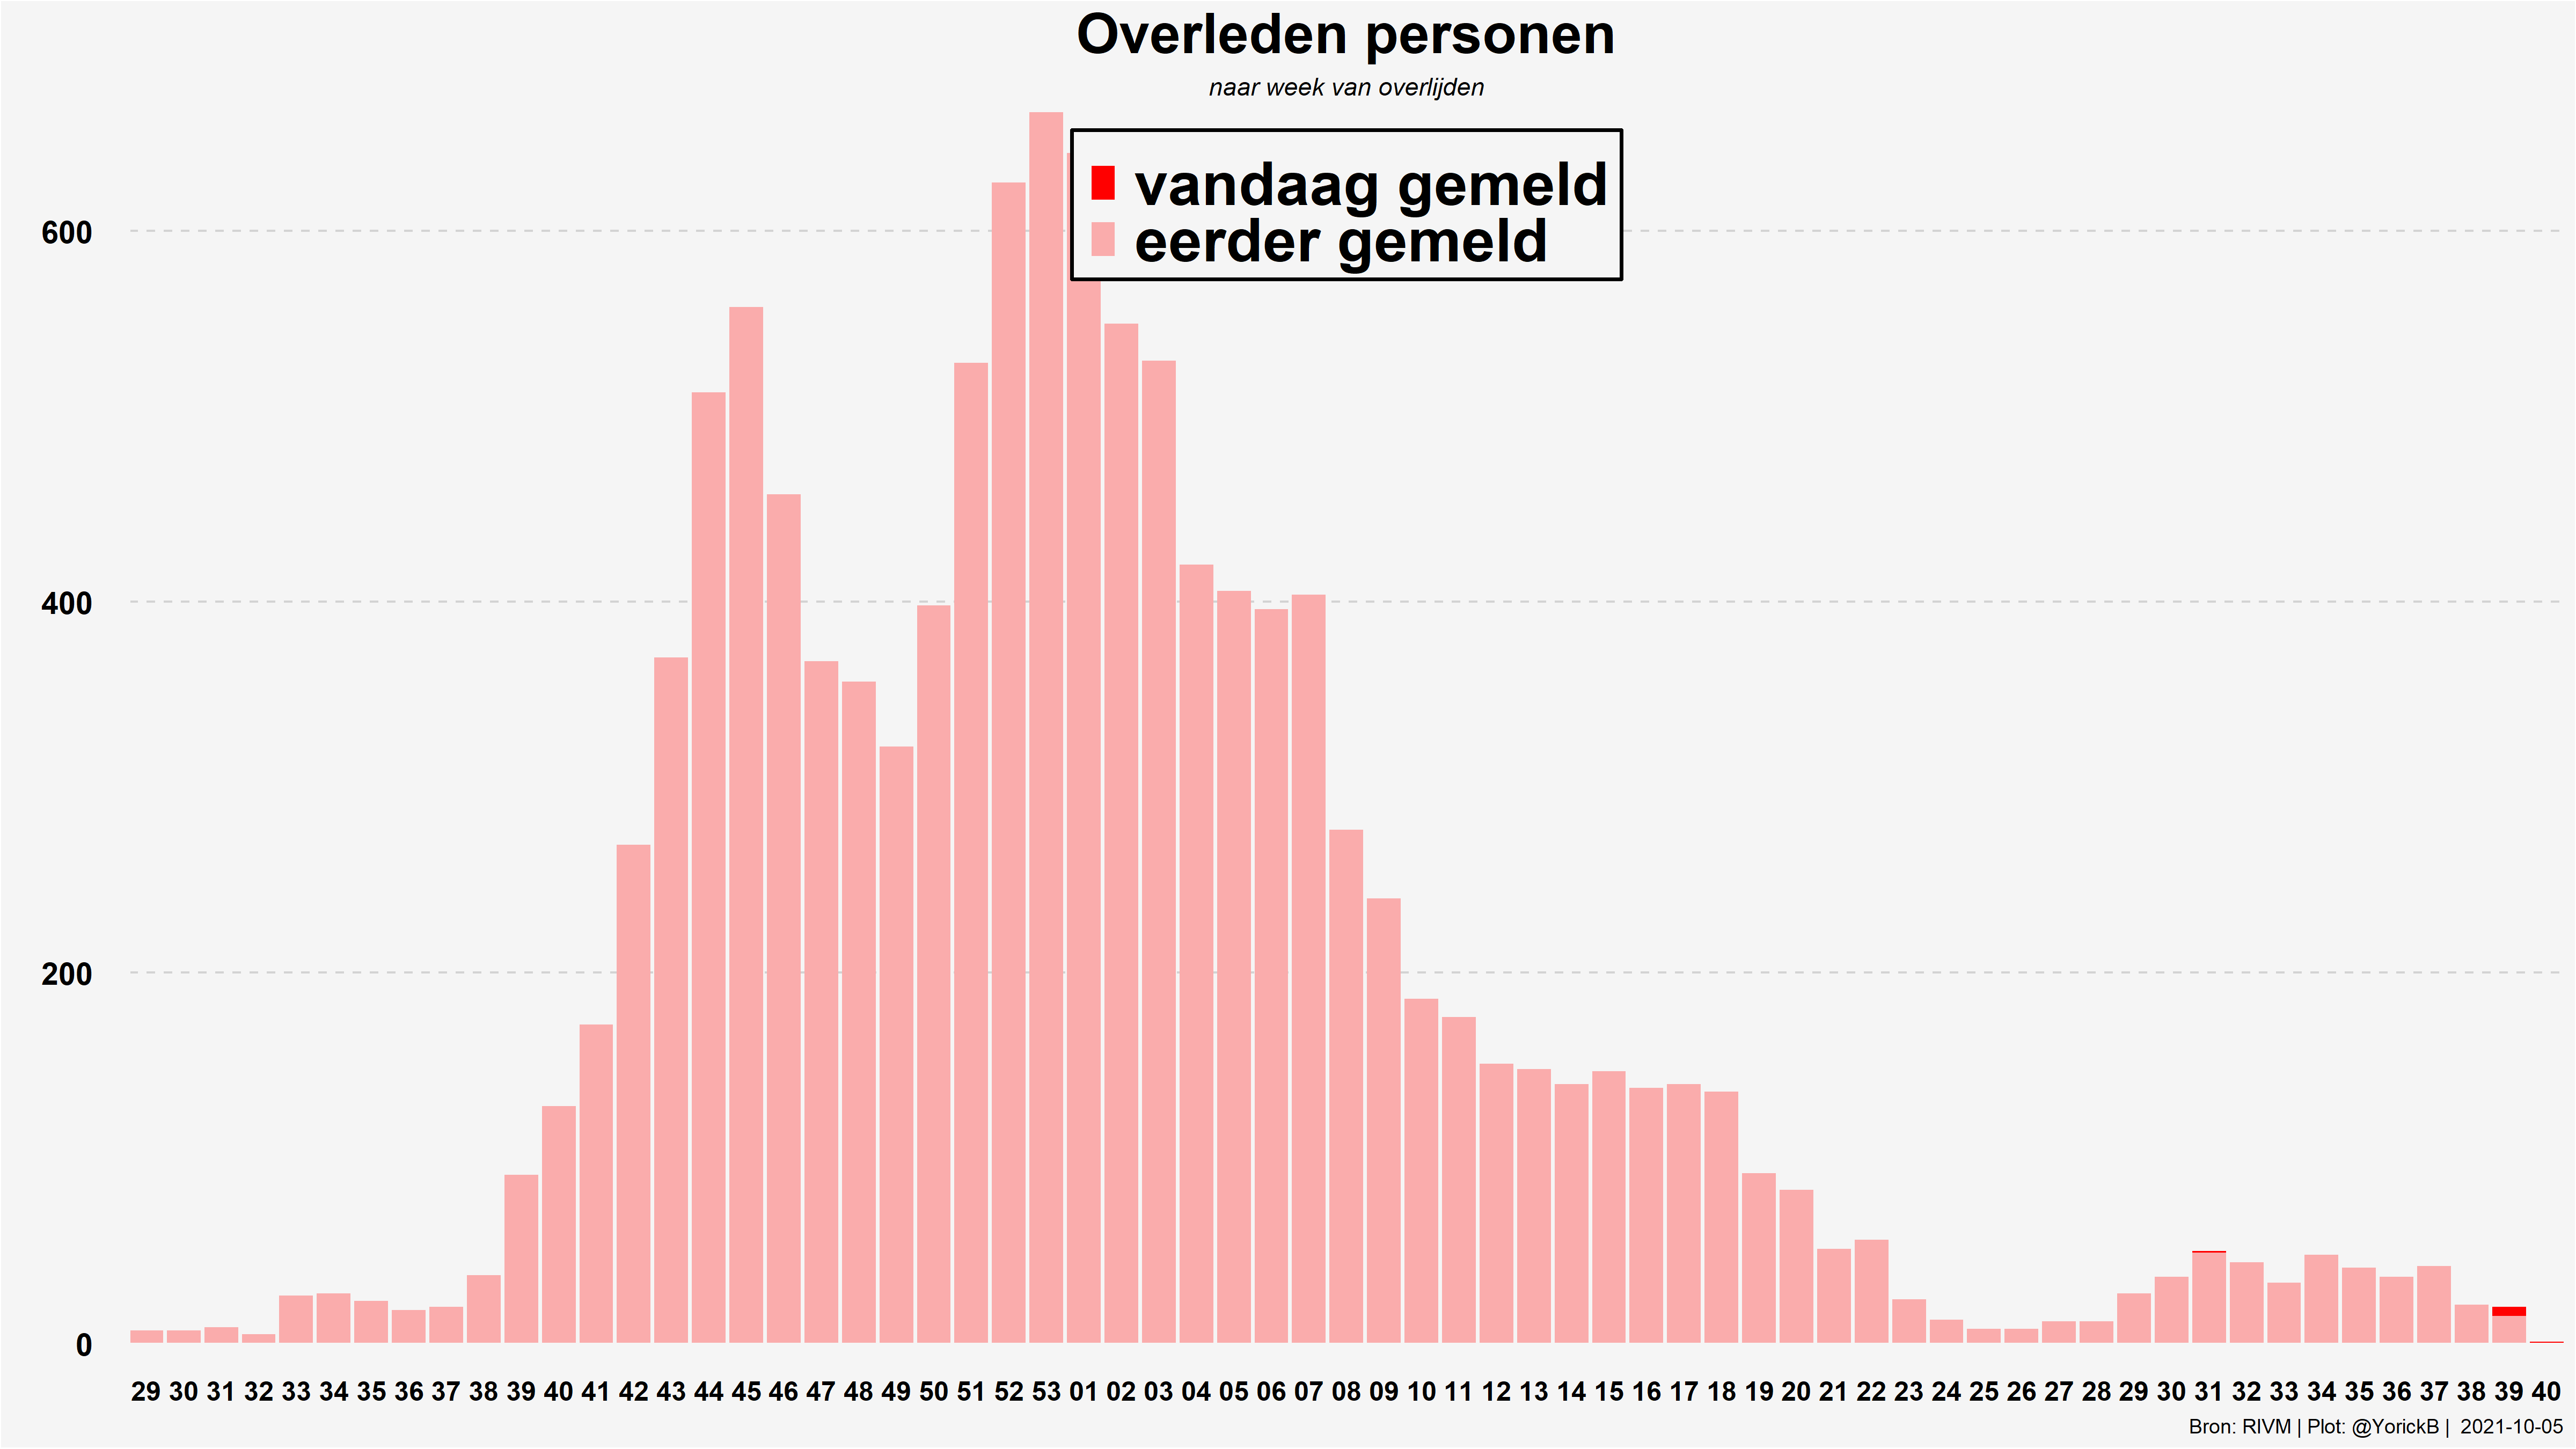 Overleden personen
naar week van overlijden
vandaag gemeld
eerder gemeld
600
400
200
0
29 30 31 32 33 34 35 36 37 38 39 40 41 42 43 44 45 46 47 48 49 50 51 52 53 01 02 03 04 05 06 07 08 09 10 11 12 13 14 15 16 17 18 19 20 21 22 23 24 25 26 27 28 29 30 31 32 33 34 35 36 37 38 39 40
Bron: RIVM | Plot: @YorickB | 2021-10-05